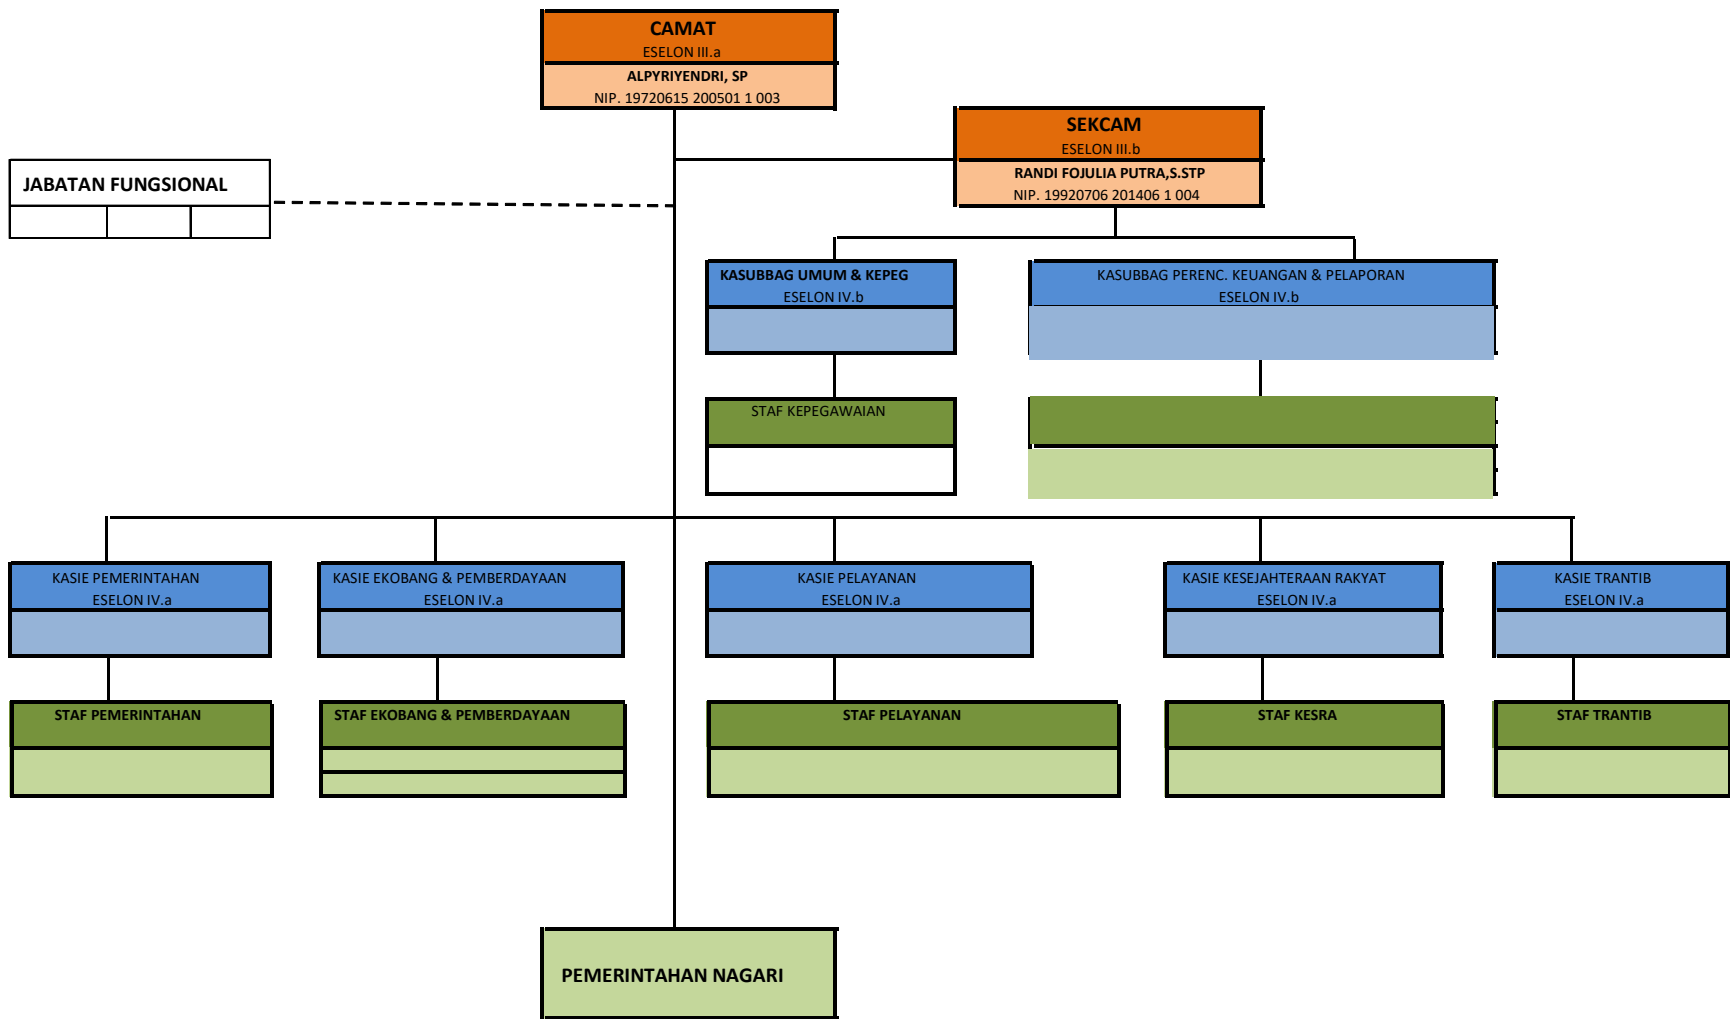 CAMAT
ESELON III.a
ALPYRIYENDRI, SP
NIP. 19720615 200501 1 003
SEKCAM
ESELON III.b
RANDI FOJULIA PUTRA,S.STP
NIP. 19920706 201406 1 004
JABATAN FUNGSIONAL
KASUBBAG UMUM & KEPEG
ESELON IV.b
KASUBBAG PERENC. KEUANGAN & PELAPORAN
ESELON IV.b
STAF KEPEGAWAIAN
KASIE PEMERINTAHAN
ESELON IV.a
KASIE EKOBANG & PEMBERDAYAAN
ESELON IV.a
KASIE PELAYANAN
ESELON IV.a
KASIE KESEJAHTERAAN RAKYAT
ESELON IV.a
KASIE TRANTIB
ESELON IV.a
STAF PEMERINTAHAN
STAF EKOBANG & PEMBERDAYAAN
STAF PELAYANAN
STAF KESRA
STAF TRANTIB
PEMERINTAHAN NAGARI